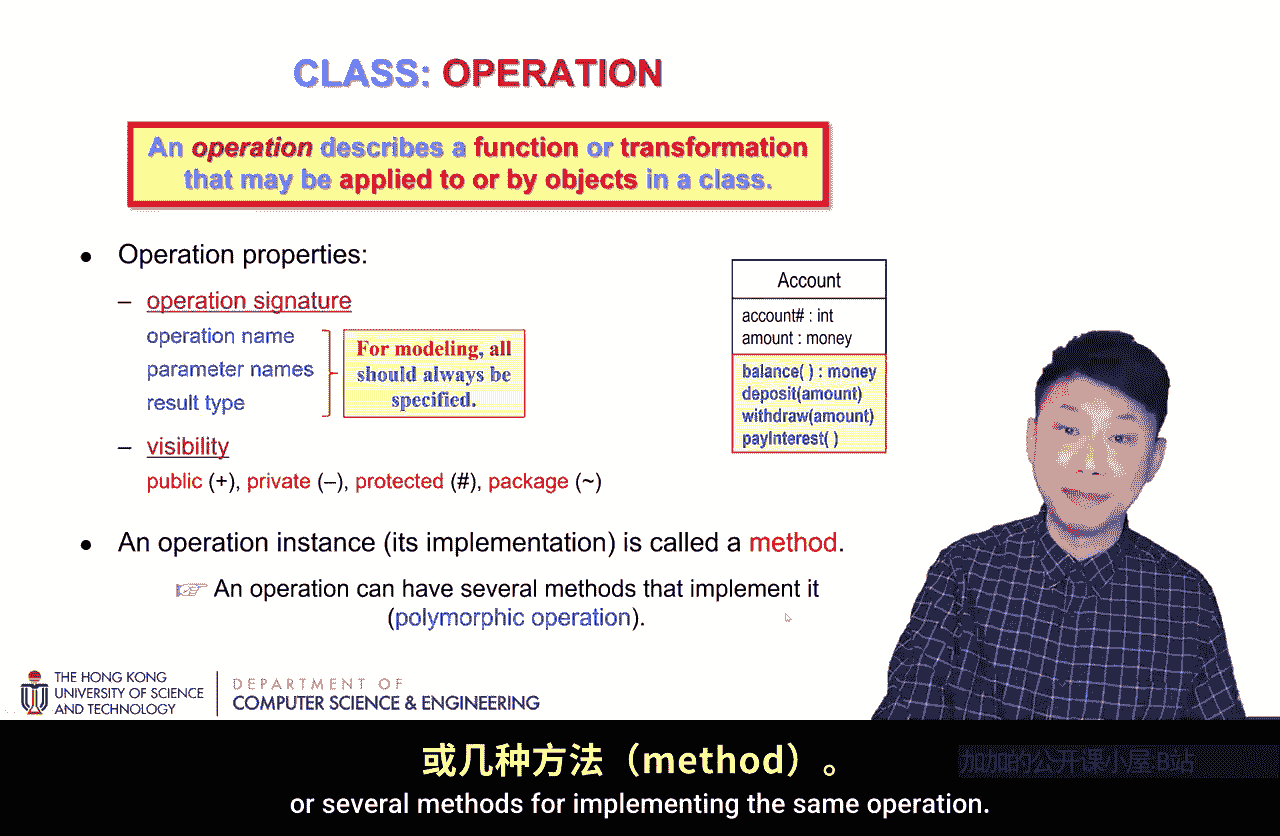 CLASS: OPERATION
An operation describes a function or transformation
that may be applied to or by objects in a class.
● Operation properties:
– operation signature
operation name
parameter names
result type
For modeling, all
should always be
specified.
– visibility
public (+), private (–), protected (#), package (~)
Account
account# : int
amount : money
balance( ) : money
deposit(amount)
withdraw(amount)
payInterest( )
● An operation instance (its implementation) is called a method.
☞ An operation can have several methods that implement it
(polymorphic operation).
THE HONG KONG
UNIVERSITY OF SCIENCE
AND TECHNOLOGY
DEPARTMENT OF
COMPUTER SCIENCE & ENGINEERING
或几种方法（method）。
加加的公开课小屋 B站
or several methods for implementing the same operation.